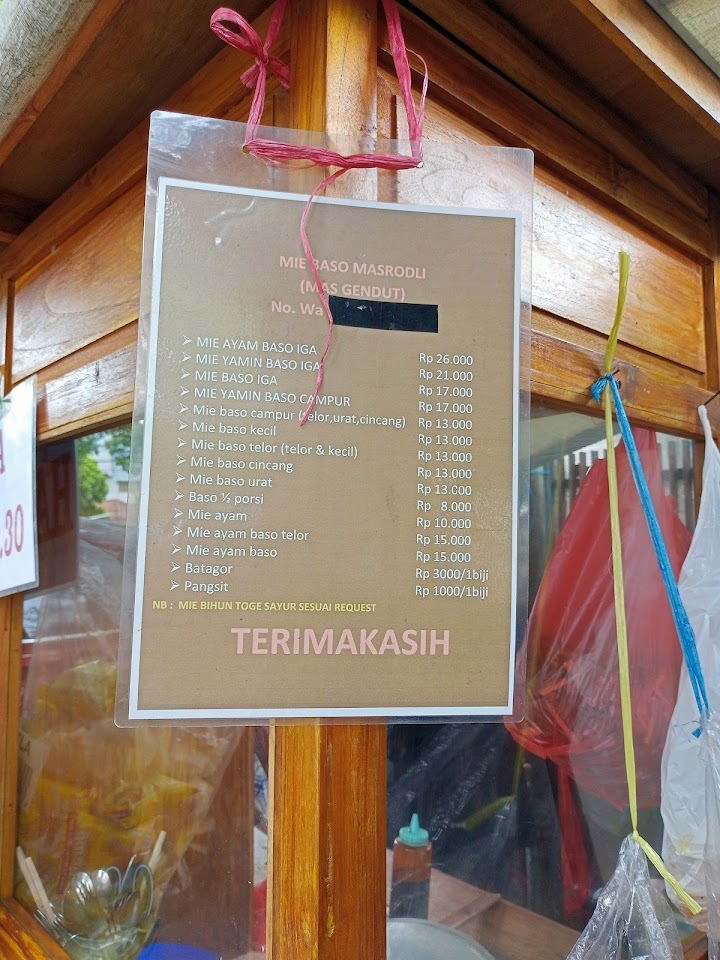 MIE BASO MASRODLI
(MAS GENDUT)
No. Wa
➢ MIE AYAM BASO IGA Rp 26.000
➢ MIE YAMIN BASO IGA Rp 21.000
➢ MIE BASO IGA Rp 17.000
➢ MIE YAMIN BASO CAMPUR Rp 17.000
➢ Mie baso campur (telor,urat,cincang) Rp 13.000
➢ Mie baso kecil Rp 13.000
➢ Mie baso telor (telor & kecil) Rp 13.000
➢ Mie baso cincang Rp 13.000
➢ Mie baso urat Rp 13.000
➢ Baso ½ porsi Rp 8.000
➢ Mie ayam Rp 10.000
➢ Mie ayam baso telor Rp 15.000
➢ Mie ayam baso Rp 15.000
➢ Batagor Rp 3000/1biji
➢ Pangsit Rp 1000/1biji
NB : MIE BIHUN TOGE SAYUR SESUAI REQUEST
TERIMAKASIH
.30